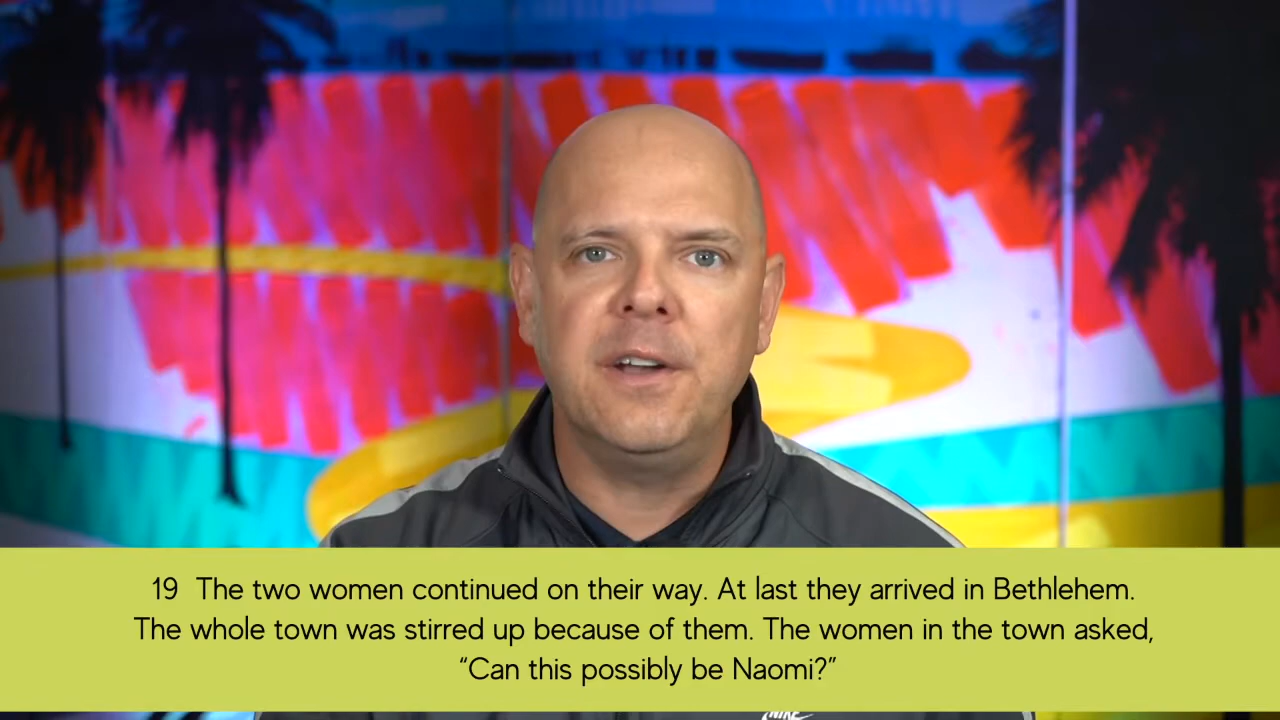 19 The two women continued on their way. At last they arrived in Bethlehem.
The whole town was stirred up because of them. The women in the town asked,
“Can this possibly be Naomi?”
NIKE